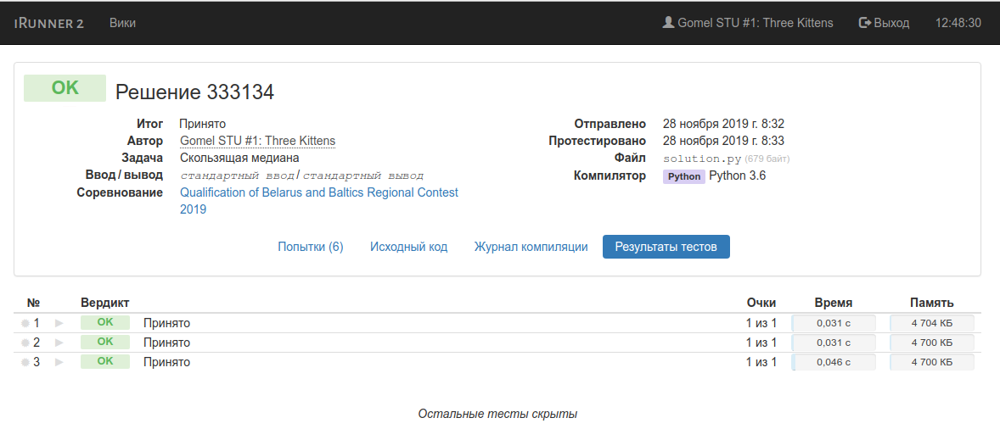 iRunner 2 Вики Gomel STU #1: Three Kittens Выход 12:48:30
OK Решение 333134
Итог Принято Отправлено 28 ноября 2019 г. 8:32
Автор Gomel STU #1: Three Kittens Протестировано 28 ноября 2019 г. 8:33
Задача Скользящая медиана Файл solution.py (679 байт)
Ввод / вывод стандартный ввод / стандартный вывод Компилятор Python Python 3.6
Соревнование Qualification of Belarus and Baltics Regional Contest
2019
Попытки (6) Исходный код Журнал компиляции Результаты тестов
№ Вердикт Очки Время Память
1 OK Принято 1 из 1 0,031 с 4 704 КБ
2 OK Принято 1 из 1 0,031 с 4 700 КБ
3 OK Принято 1 из 1 0,046 с 4 700 КБ
Остальные тесты скрыты